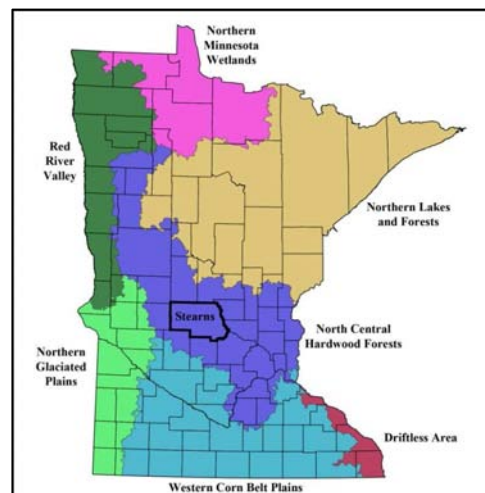 Northern
Minnesota
Wetlands
Red
River
Valley
Northern Lakes
and Forests
Stearns
North Central
Hardwood Forests
Northern
Glaciated
Plains
Driftless Area
Western Corn Belt Plains